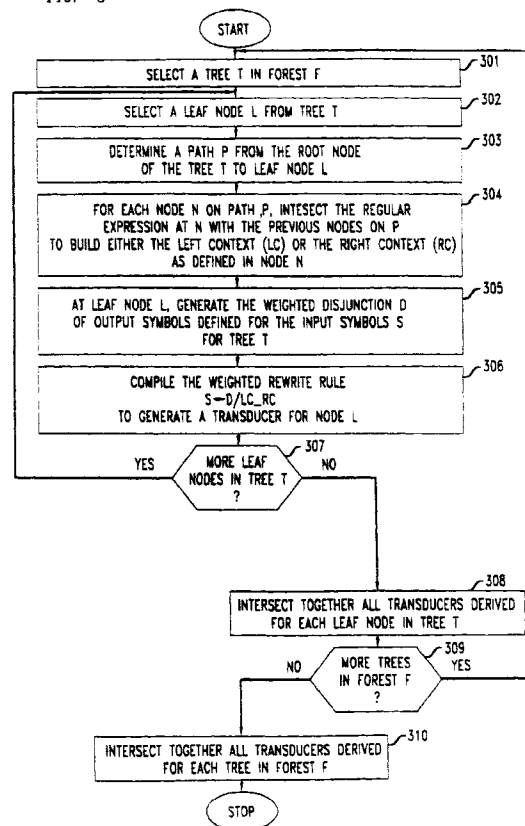 START
301
SELECT A TREE T IN FOREST F
302
SELECT A LEAF NODE L FROM TREE T
303
DETERMINE A PATH P FROM THE ROOT NODE
OF THE TREE T TO LEAF NODE L
304
FOR EACH NODE N ON PATH ,P, INTESECT THE REGULAR
EXPRESSION AT N WITH THE PREVIOUS NODES ON P
TO BUILD EITHER THE LEFT CONTEXT (LC) OR THE RIGHT CONTEXT (RC)
AS DEFINED IN NODE N
305
AT LEAF NODE L, GENERATE THE WEIGHTED DISJUNCTION D
OF OUTPUT SYMBOLS DEFINED FOR THE INPUT SYMBOLS S
FOR TREE T
306
COMPILE THE WEIGHTED REWRITE RULE
S—D/LC_RC
TO GENERATE A TRANSDUCER FOR NODE L
307
YES
MORE LEAF
NODES IN TREE T
?
NO
308
INTERSECT TOGETHER ALL TRANSDUCERS DERIVED
FOR EACH LEAF NODE IN TREE T
309
NO
MORE TREES
IN FOREST F
?
YES
310
INTERSECT TOGETHER ALL TRANSDUCERS DERIVED
FOR EACH TREE IN FOREST F
STOP